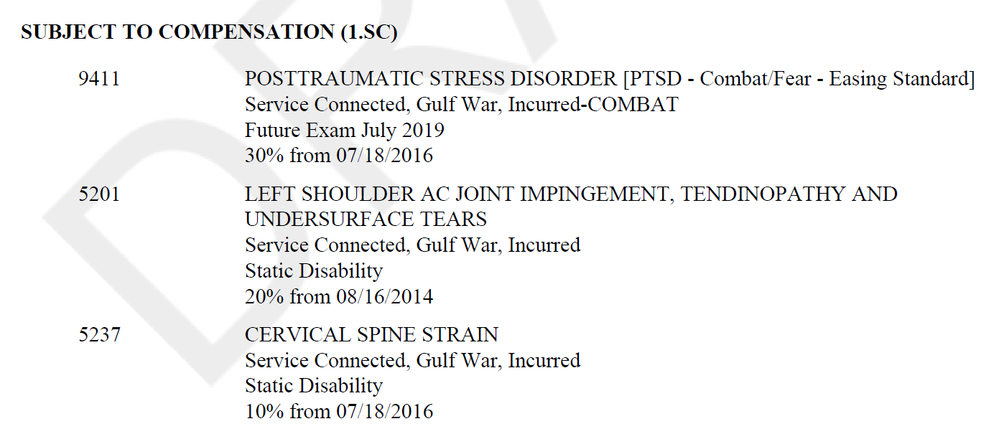 SUBJECT TO COMPENSATION (1.SC)
9411 POSTTRAUMATIC STRESS DISORDER [PTSD - Combat/Fear - Easing Standard]
Service Connected, Gulf War, Incurred-COMBAT
Future Exam July 2019
30% from 07/18/2016
5201 LEFT SHOULDER AC JOINT IMPINGEMENT, TENDINOPATHY AND
UNDERSURFACE TEARS
Service Connected, Gulf War, Incurred
Static Disability
20% from 08/16/2014
5237 CERVICAL SPINE STRAIN
Service Connected, Gulf War, Incurred
Static Disability
10% from 07/18/2016